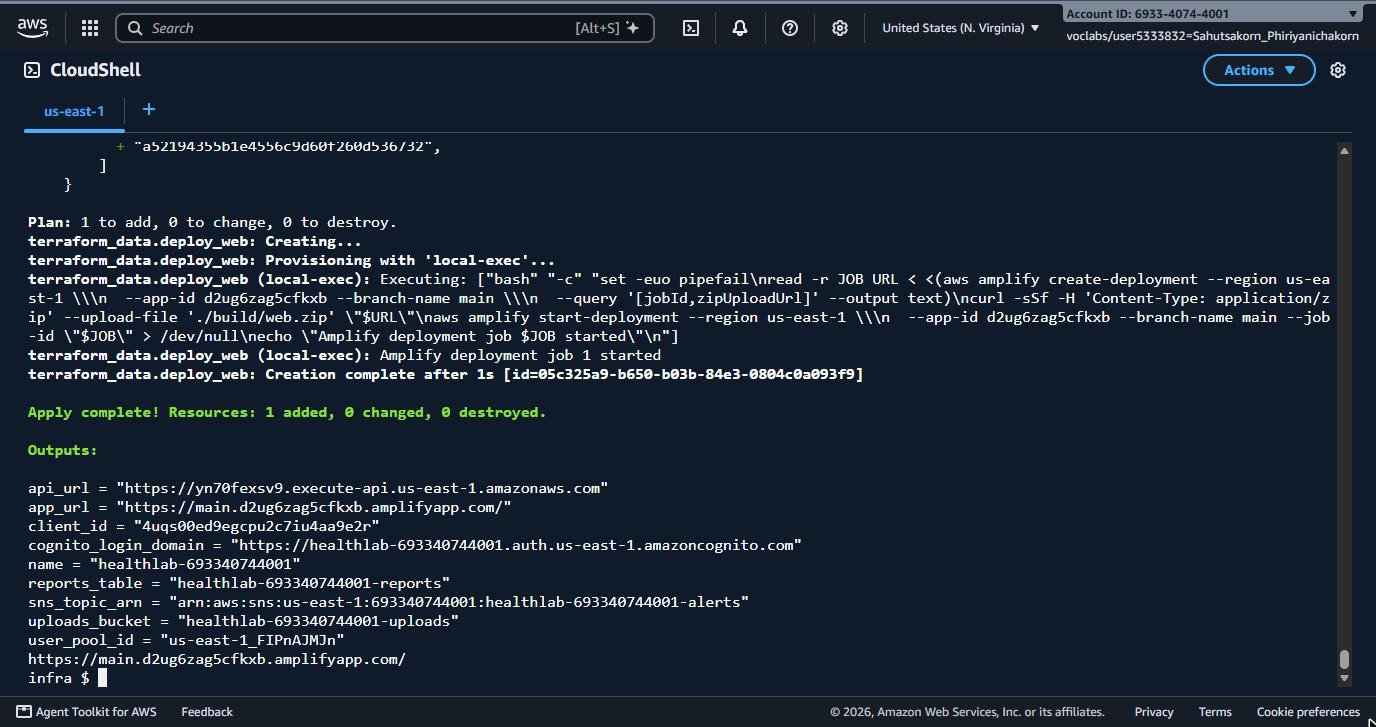 aws
Search
[Alt+S]
United States (N. Virginia) ▼
Account ID: 6933-4074-4001
voclabs/user5333832=Sahutsakorn_Phiriyanichakorn
CloudShell
Actions ▼
us-east-1
+
+ "a52194355b1e4556c9d60f260d536732",
]
}
Plan: 1 to add, 0 to change, 0 to destroy.
terraform_data.deploy_web: Creating...
terraform_data.deploy_web: Provisioning with 'local-exec'...
terraform_data.deploy_web (local-exec): Executing: ["bash" "-c" "set -euo pipefail\nread -r JOB URL < <(aws amplify create-deployment --region us-ea
st-1 \\\n  --app-id d2ug6zag5cfkxb --branch-name main \\\n  --query '[jobId,zipUploadUrl]' --output text)\ncurl -sSf -H 'Content-Type: application/z
ip' --upload-file './build/web.zip' \"$URL\"\naws amplify start-deployment --region us-east-1 \\\n  --app-id d2ug6zag5cfkxb --branch-name main --job
-id \"$JOB\" > /dev/null\necho \"Amplify deployment job $JOB started\"\n"]
terraform_data.deploy_web (local-exec): Amplify deployment job 1 started
terraform_data.deploy_web: Creation complete after 1s [id=05c325a9-b650-b03b-84e3-0804c0a093f9]
Apply complete! Resources: 1 added, 0 changed, 0 destroyed.
Outputs:
api_url = "https://yn70fexsv9.execute-api.us-east-1.amazonaws.com"
app_url = "https://main.d2ug6zag5cfkxb.amplifyapp.com/"
client_id = "4uqs00ed9egcpu2c7iu4aa9e2r"
cognito_login_domain = "https://healthlab-693340744001.auth.us-east-1.amazoncognito.com"
name = "healthlab-693340744001"
reports_table = "healthlab-693340744001-reports"
sns_topic_arn = "arn:aws:sns:us-east-1:693340744001:healthlab-693340744001-alerts"
uploads_bucket = "healthlab-693340744001-uploads"
user_pool_id = "us-east-1_FIPnAJMJn"
https://main.d2ug6zag5cfkxb.amplifyapp.com/
infra $
Agent Toolkit for AWS
Feedback
© 2026, Amazon Web Services, Inc. or its affiliates.
Privacy
Terms
Cookie preferences